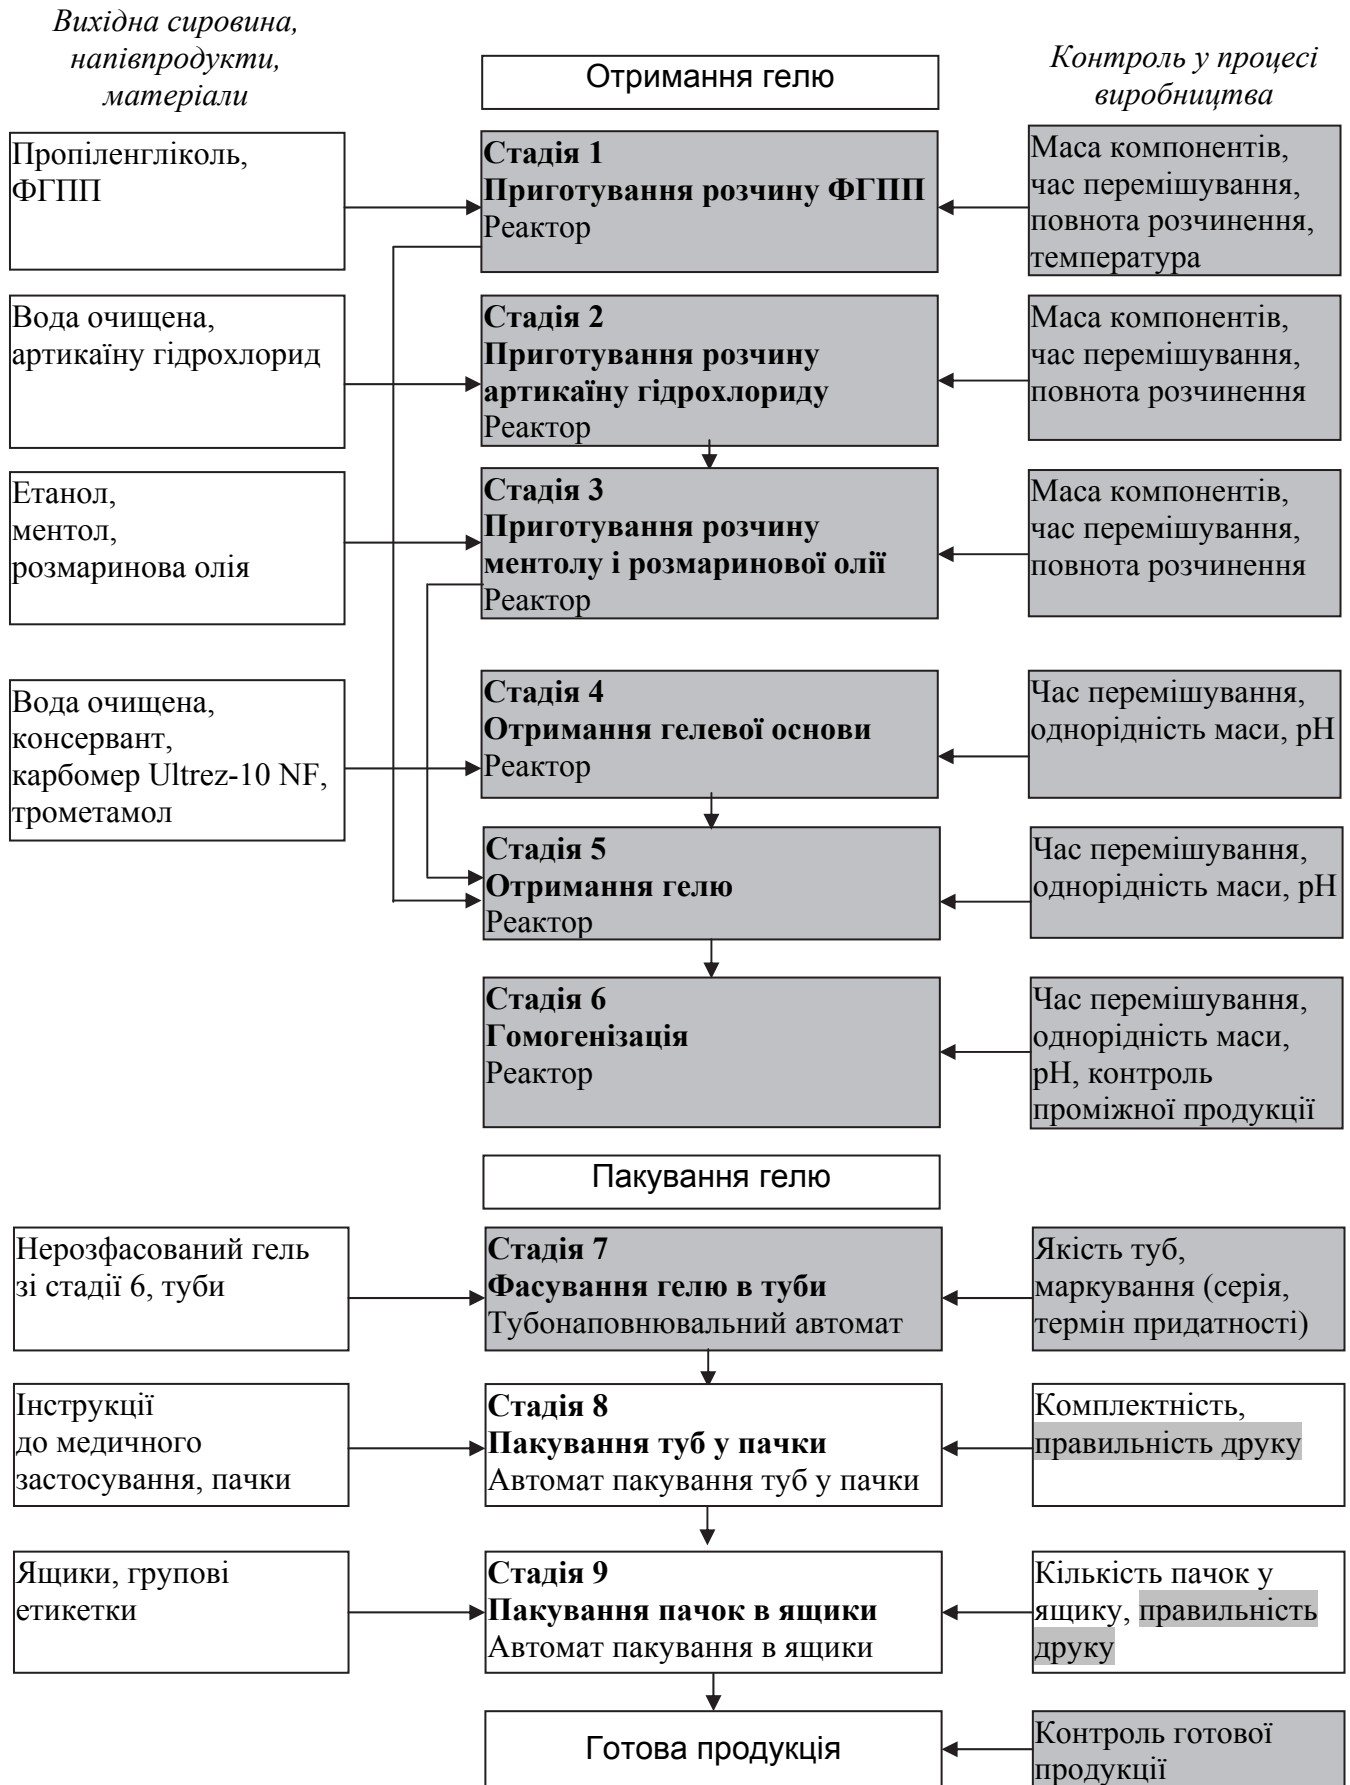 Вихідна сировина,
напівпродукти,
матеріали
Отримання гелю
Контроль у процесі
виробництва
Пропіленгліколь,
ФГПП
Стадія 1
Приготування розчину ФГПП
Реактор
Маса компонентів,
час перемішування,
повнота розчинення,
температура
Вода очищена,
артикаїну гідрохлорид
Стадія 2
Приготування розчину
артикаїну гідрохлориду
Реактор
Маса компонентів,
час перемішування,
повнота розчинення
Етанол,
ментол,
розмаринова олія
Стадія 3
Приготування розчину
ментолу і розмаринової олії
Реактор
Маса компонентів,
час перемішування,
повнота розчинення
Вода очищена,
консервант,
карбомер Ultrez-10 NF,
трометамол
Стадія 4
Отримання гелевої основи
Реактор
Час перемішування,
однорідність маси, рН
Стадія 5
Отримання гелю
Реактор
Час перемішування,
однорідність маси, рН
Стадія 6
Гомогенізація
Реактор
Час перемішування,
однорідність маси,
рН, контроль
проміжної продукції
Пакування гелю
Нерозфасований гель
зі стадії 6, туби
Стадія 7
Фасування гелю в туби
Тубонаповнювальний автомат
Якість туб,
маркування (серія,
термін придатності)
Інструкції
до медичного
застосування, пачки
Стадія 8
Пакування туб у пачки
Автомат пакування туб у пачки
Комплектність,
правильність друку
Ящики, групові
етикетки
Стадія 9
Пакування пачок в ящики
Автомат пакування в ящики
Кількість пачок у
ящику, правильність
друку
Готова продукція
Контроль готової
продукції